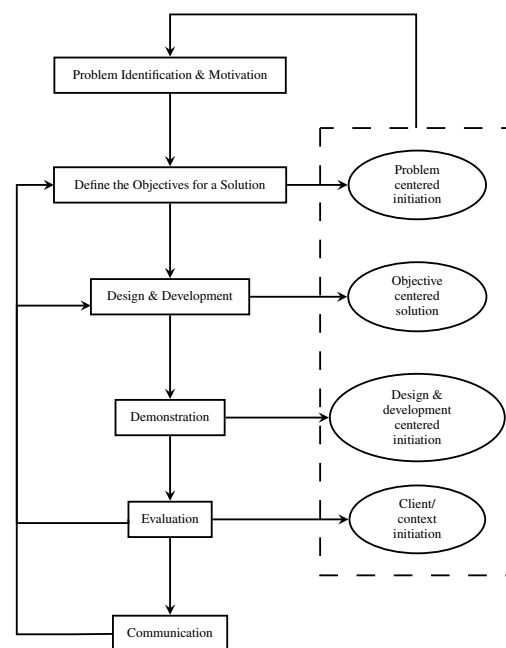 Problem Identification & Motivation
Define the Objectives for a Solution
Problem
centered
initiation
Design & Development
Objective
centered
solution
Demonstration
Design &
development
centered
initiation
Evaluation
Client/
context
initiation
Communication